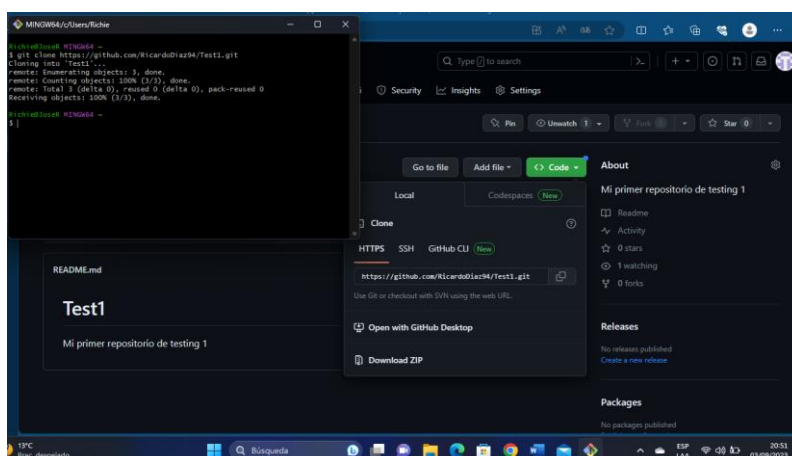 MINGW64:/c/Users/Richie
Richie@JoseR MINGW64 ~
$ git clone https://github.com/RicardoDiaz94/Test1.git
Cloning into 'Test1'...
remote: Enumerating objects: 3, done.
remote: Counting objects: 100% (3/3), done.
remote: Total 3 (delta 0), reused 0 (delta 0), pack-reused 0
Receiving objects: 100% (3/3), done.
Richie@JoseR MINGW64 ~
$
Type / to search
Security Insights Settings
Pin Unwatch 1 Fork Star 0
Go to file Add file <> Code
Local Codespaces New
Clone
HTTPS SSH GitHub CLI New
https://github.com/RicardoDiaz94/Test1.git
Use Git or checkout with SVN using the web URL.
Open with GitHub Desktop
Download ZIP
README.md
Test1
Mi primer repositorio de testing 1
About
Mi primer repositorio de testing 1
Readme
Activity
0 stars
1 watching
0 forks
Releases
No releases published
Create a new release
Packages
No packages published
13°C
Prac. despejado
Búsqueda
ESP
LAA
20:51
03/09/2023